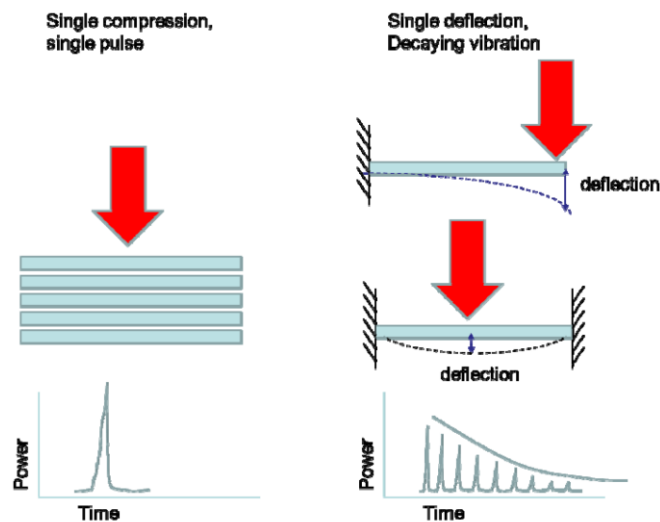 Single compression,
single pulse
Single deflection,
Decaying vibration
deflection
deflection
Power
Time
Power
Time